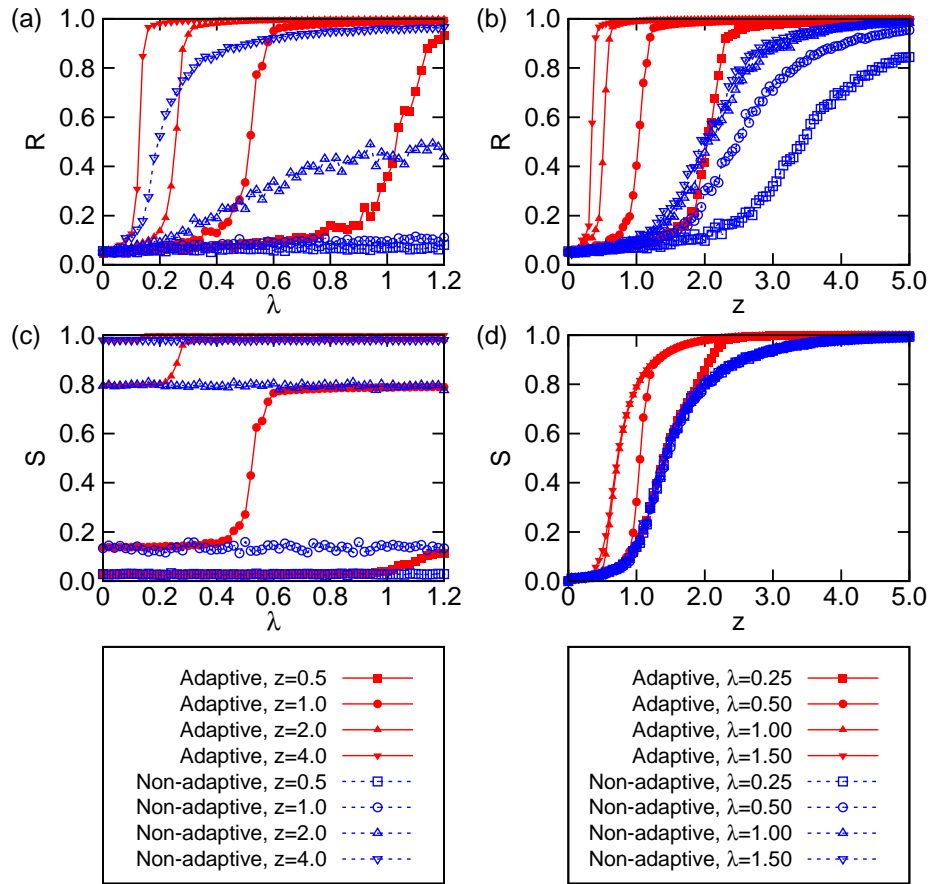 (a)
R
1.0
0.8
0.6
0.4
0.2
0.0
0 0.2 0.4 0.6 0.8 1.0 1.2
λ
(b)
R
1.0
0.8
0.6
0.4
0.2
0.0
0 1.0 2.0 3.0 4.0 5.0
z
(c)
S
1.0
0.8
0.6
0.4
0.2
0.0
0 0.2 0.4 0.6 0.8 1.0 1.2
λ
(d)
S
1.0
0.8
0.6
0.4
0.2
0.0
0 1.0 2.0 3.0 4.0 5.0
z
Adaptive, z=0.5
Adaptive, z=1.0
Adaptive, z=2.0
Adaptive, z=4.0
Non-adaptive, z=0.5
Non-adaptive, z=1.0
Non-adaptive, z=2.0
Non-adaptive, z=4.0
Adaptive, λ=0.25
Adaptive, λ=0.50
Adaptive, λ=1.00
Adaptive, λ=1.50
Non-adaptive, λ=0.25
Non-adaptive, λ=0.50
Non-adaptive, λ=1.00
Non-adaptive, λ=1.50